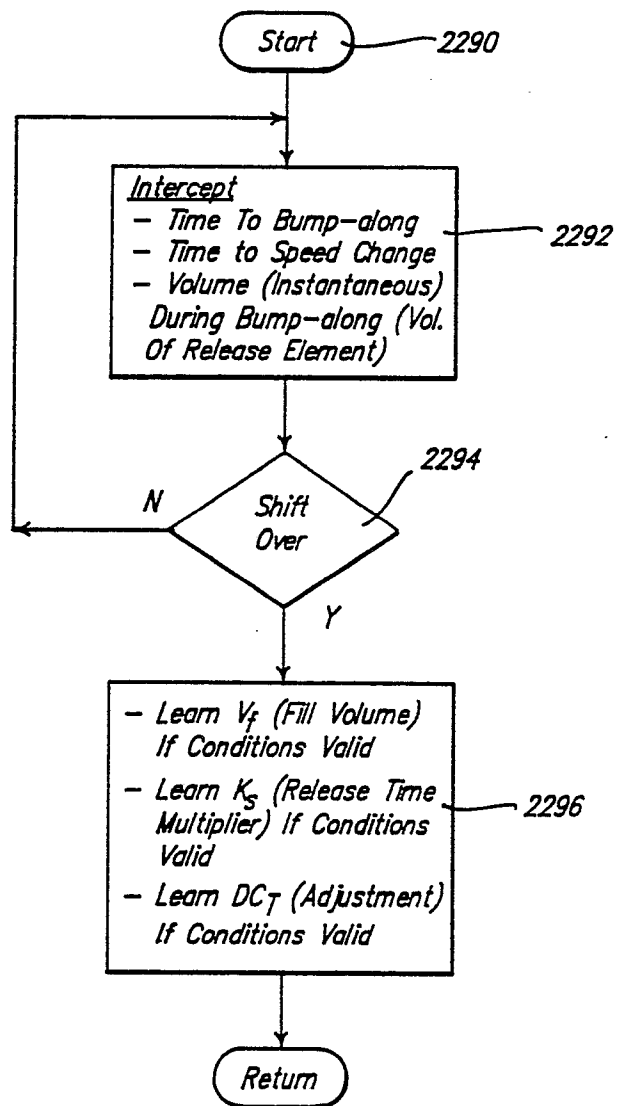 Start
2290
Intercept
– Time To Bump-along
– Time to Speed Change
– Volume (Instantaneous)
During Bump-along (Vol.
Of Release Element)
2292
N
Shift
Over
2294
Y
– Learn Vf (Fill Volume)
If Conditions Valid
– Learn KS (Release Time
Multiplier) If Conditions
Valid
– Learn DCT (Adjustment)
If Conditions Valid
2296
Return